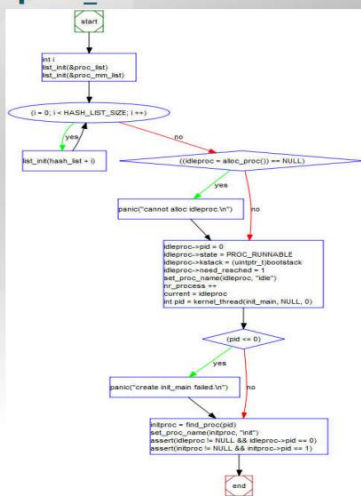 start
int i
list_init(&proc_list)
list_init(&proc_mm_list)
(i = 0; i < HASH_LIST_SIZE; i ++)
yes
no
list_init(hash_list + i)
((idleproc = alloc_proc()) == NULL)
yes
no
panic("cannot alloc idleproc.\n")
idleproc->pid = 0
idleproc->state = PROC_RUNNABLE
idleproc->kstack = (uintptr_t)bootstack
idleproc->need_resched = 1
set_proc_name(idleproc, "idle")
nr_process ++
current = idleproc
int pid = kernel_thread(init_main, NULL, 0)
(pid <= 0)
yes
no
panic("create init_main failed.\n")
initproc = find_proc(pid)
set_proc_name(initproc, "init")
assert(idleproc != NULL && idleproc->pid == 0)
assert(initproc != NULL && initproc->pid == 1)
end